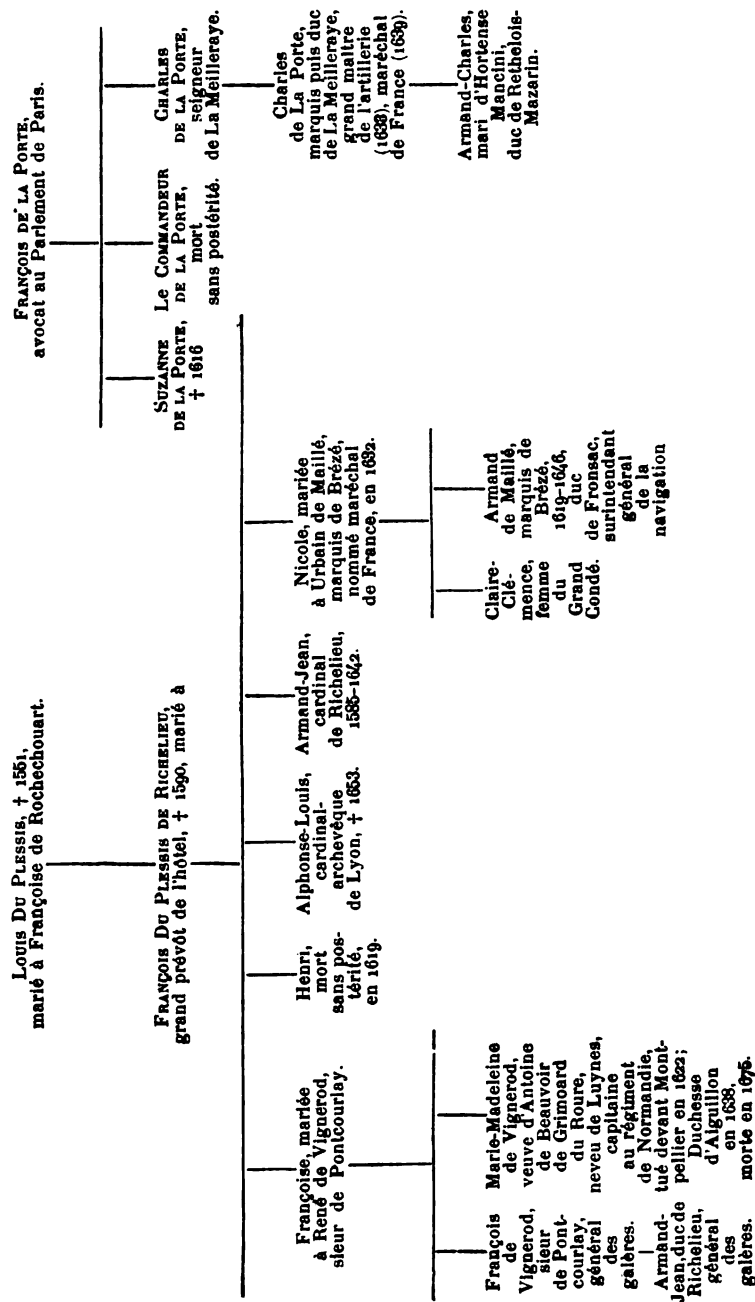 LOUIS DU PLESSIS, † 1551,
marié à Françoise de Rochechouart.
FRANÇOIS DU PLESSIS DE RICHELIEU,
grand prévôt de l'hôtel, † 1590, marié à
FRANÇOIS DE LA PORTE,
avocat au Parlement de Paris.
SUZANNE
DE LA PORTE,
† 1616
LE COMMANDEUR
DE LA PORTE,
mort
sans postérité.
CHARLES
DE LA PORTE,
seigneur
de La Meilleraye.
Charles
de La Porte,
marquis puis duc
de La Meilleraye,
grand maître
de l'artillerie
(1633), maréchal
de France (1639).
Armand-Charles,
mari d'Hortense
Mancini,
duc de Rethelois-
Mazarin.
Françoise, mariée
à René de Vignerod,
sieur de Pontcourlay.
Henri,
mort
sans pos-
térité,
en 1619.
Alphonse-Louis,
cardinal-
archevêque
de Lyon, † 1653.
Armand-Jean,
cardinal
de Richelieu,
1585-1642.
Nicole, mariée
à Urbain de Maillé,
marquis de Brézé,
nommé maréchal
de France, en 1632.
François
de
Vignerod,
sieur
de Pont-
courlay,
général
des
galères.
Armand-
Jean, duc de
Richelieu,
général
des
galères.
Marie-Madeleine
de Vignerod,
veuve d'Antoine
de Beauvoir
de Grimoard
du Roure,
neveu de Luynes,
capitaine
au régiment
de Normandie,
tué devant Mont-
pellier en 1622;
Duchesse
d'Aiguillon
en 1638,
morte en 1675.
Claire-
Clé-
mence,
femme
du
Grand
Condé.
Armand
de Maillé,
marquis de
Brézé,
1619-1646,
duc
de Fronsac,
surintendant
général
de la
navigation